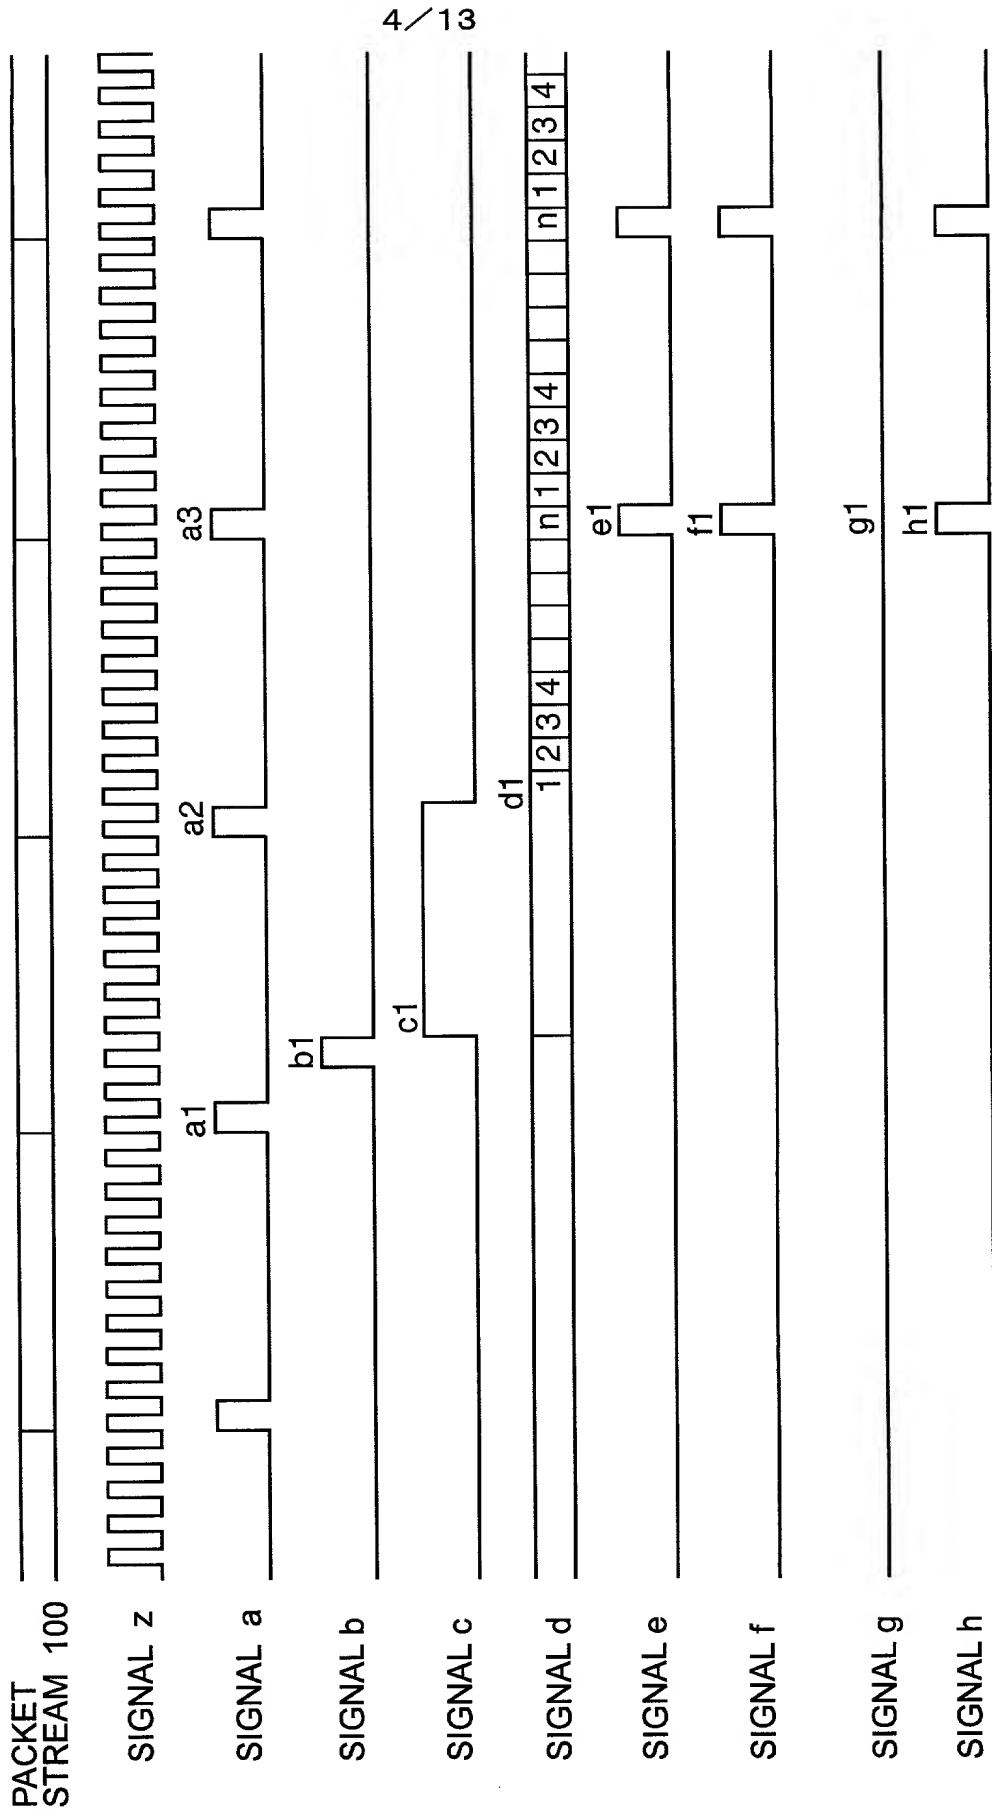 4/13
PACKET
STREAM 100
SIGNAL z
SIGNAL a
a1
a2
a3
SIGNAL b
b1
SIGNAL c
c1
SIGNAL d
d1
1 2 3 4 n 1 2 3 4 n 1 2 3 4
SIGNAL e
e1
SIGNAL f
f1
SIGNAL g
g1
SIGNAL h
h1